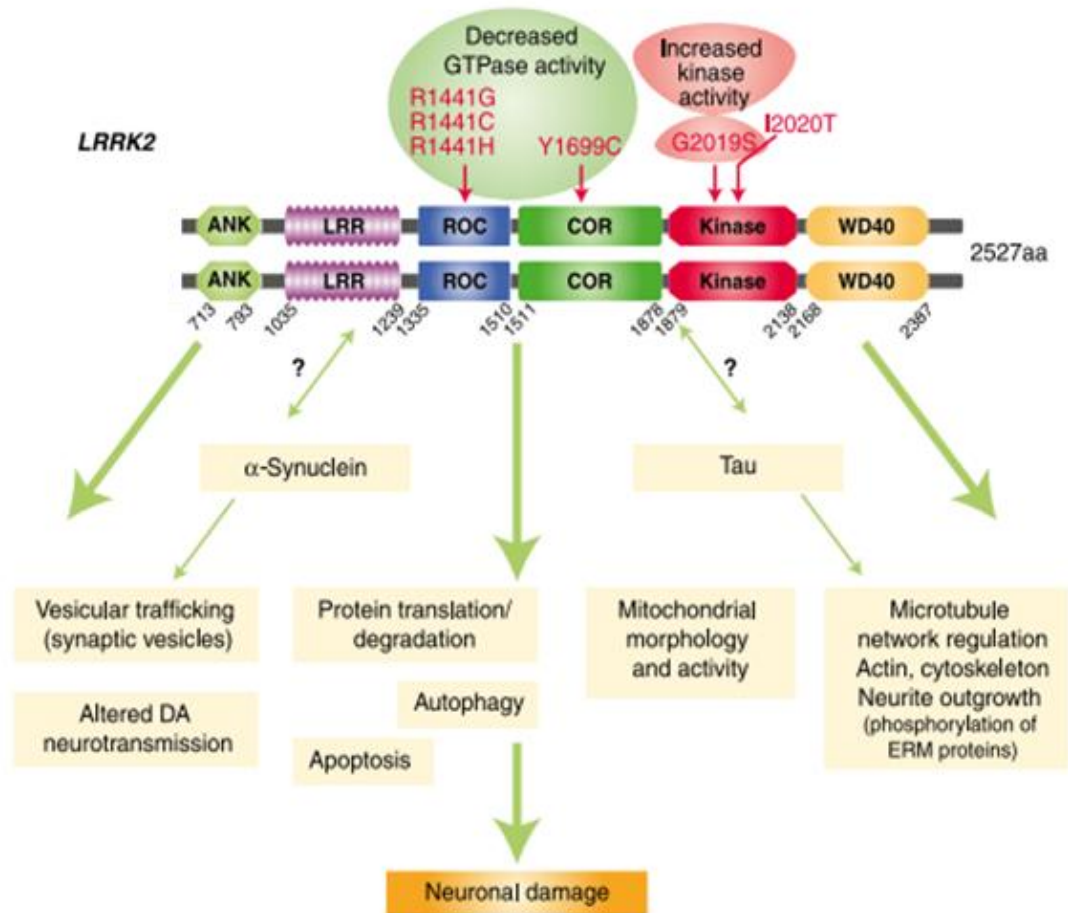 Decreased
GTPase activity
R1441G
R1441C
R1441H
Y1699C
Increased
kinase
activity
G2019S
I2020T
LRRK2
ANK LRR ROC COR Kinase WD40
2527aa
ANK LRR ROC COR Kinase WD40
713 793 1035 1239 1335 1510 1511 1878 1879 2138 2168 2387
? ?
α-Synuclein
Tau
Vesicular trafficking
(synaptic vesicles)
Altered DA
neurotransmission
Protein translation/
degradation
Autophagy
Apoptosis
Mitochondrial
morphology
and activity
Microtubule
network regulation
Actin, cytoskeleton
Neurite outgrowth
(phosphorylation of
ERM proteins)
Neuronal damage